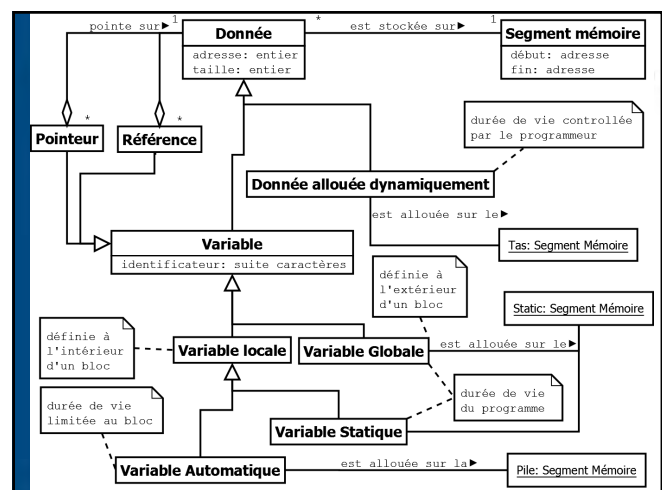 pointe sur▶
1
Donnée
*
est stockée sur▶
1
Segment mémoire
adresse: entier
taille: entier
début: adresse
fin: adresse
*
*
Pointeur
Référence
durée de vie controllée
par le programmeur
Donnée allouée dynamiquement
est allouée sur le▶
Variable
identificateur: suite caractères
Tas: Segment Mémoire
définie à
l'extérieur
d'un bloc
Static: Segment Mémoire
définie à
l'intérieur
d'un bloc
Variable locale
Variable Globale
est allouée sur le▶
durée de vie
limitée au bloc
durée de vie
du programme
Variable Statique
Variable Automatique
est allouée sur la▶
Pile: Segment Mémoire